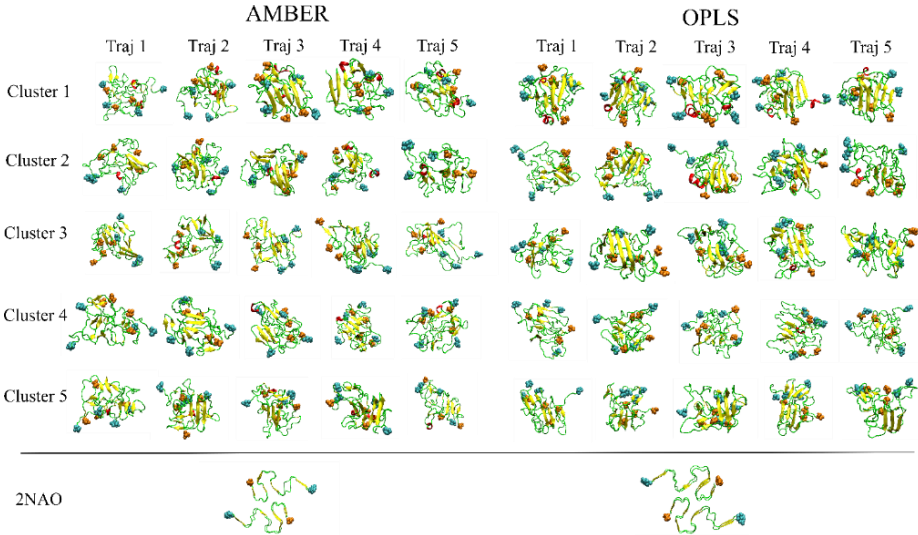 AMBER OPLS
Traj 1 Traj 2 Traj 3 Traj 4 Traj 5 Traj 1 Traj 2 Traj 3 Traj 4 Traj 5
Cluster 1
Cluster 2
Cluster 3
Cluster 4
Cluster 5
2NAO